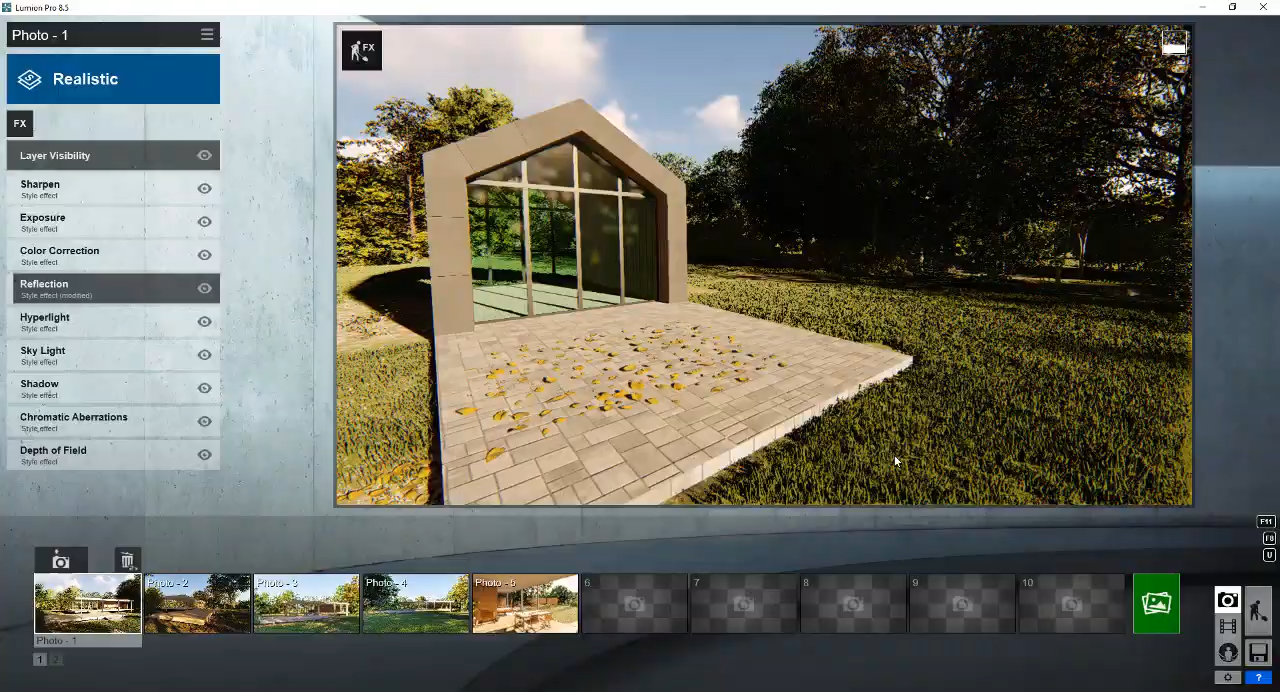 Lumion Pro 8.5
Photo - 1
Realistic
FX
FX
Layer Visibility
Sharpen
Style effect
Exposure
Style effect
Color Correction
Style effect
Reflection
Style effect (modified)
Hyperlight
Style effect
Sky Light
Style effect
Shadow
Style effect
Chromatic Aberrations
Style effect
Depth of Field
Style effect
F11
F8
U
Photo - 2
Photo - 3
Photo - 4
Photo - 5
6
7
8
9
10
Photo - 1
1
2
?